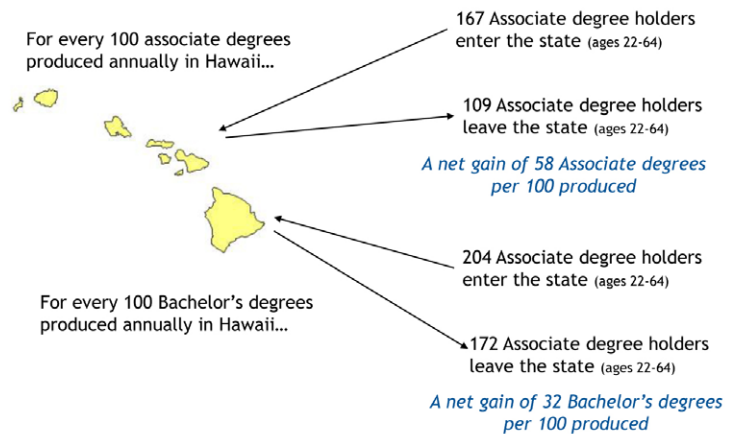 For every 100 associate degrees
produced annually in Hawaii…
167 Associate degree holders
enter the state (ages 22-64)
109 Associate degree holders
leave the state (ages 22-64)
A net gain of 58 Associate degrees
per 100 produced
For every 100 Bachelor's degrees
produced annually in Hawaii…
204 Associate degree holders
enter the state (ages 22-64)
172 Associate degree holders
leave the state (ages 22-64)
A net gain of 32 Bachelor's degrees
per 100 produced